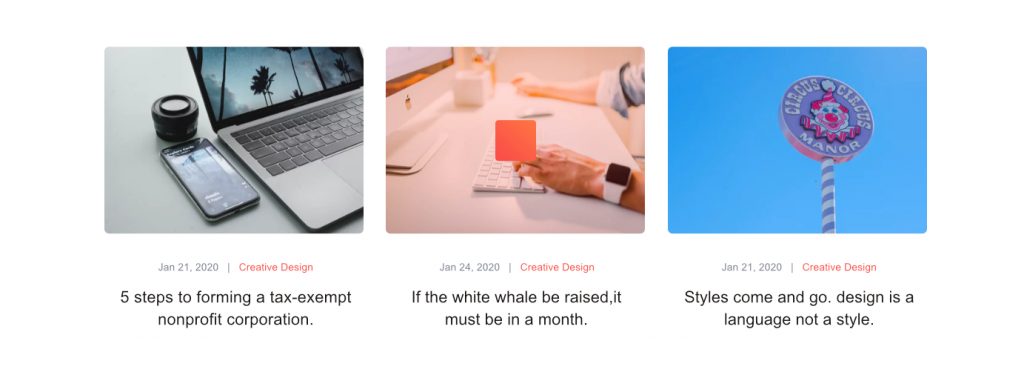 CIRCUS CIRCUS
MANOR
Jan 21, 2020 | Creative Design
5 steps to forming a tax-exempt
nonprofit corporation.
Jan 24, 2020 | Creative Design
If the white whale be raised,it
must be in a month.
Jan 21, 2020 | Creative Design
Styles come and go. design is a
language not a style.